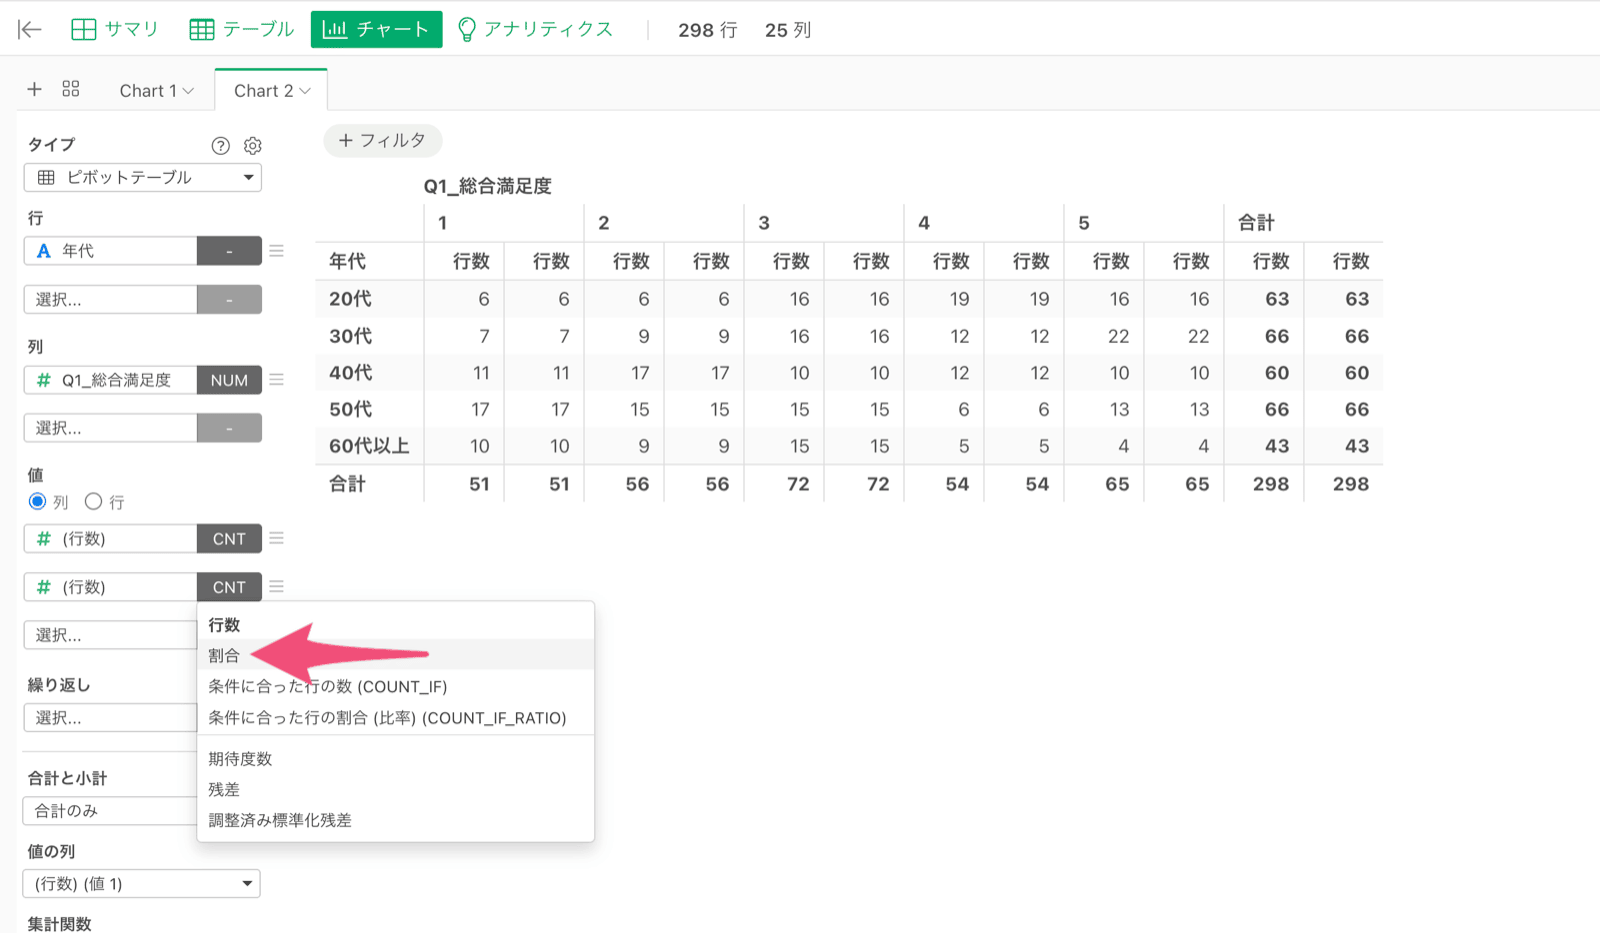 サマリ テーブル チャート アナリティクス 298 行 25 列
Chart 1 Chart 2
タイプ
ピボットテーブル
行
年代 -
選択... -
列
Q1_総合満足度 NUM
選択... -
値
列 行
(行数) CNT
(行数) CNT
選択...
繰り返し
選択...
合計と小計
合計のみ
値の列
(行数) (値 1)
集計関数
行数
割合
条件に合った行の数 (COUNT_IF)
条件に合った行の割合 (比率) (COUNT_IF_RATIO)
期待度数
残差
調整済み標準化残差
+ フィルタ
Q1_総合満足度
1 2 3 4 5 合計
年代 行数 行数 行数 行数 行数 行数 行数 行数 行数 行数 行数 行数
20代 6 6 6 6 16 16 19 19 16 16 63 63
30代 7 7 9 9 16 16 12 12 22 22 66 66
40代 11 11 17 17 10 10 12 12 10 10 60 60
50代 17 17 15 15 15 15 6 6 13 13 66 66
60代以上 10 10 9 9 15 15 5 5 4 4 43 43
合計 51 51 56 56 72 72 54 54 65 65 298 298